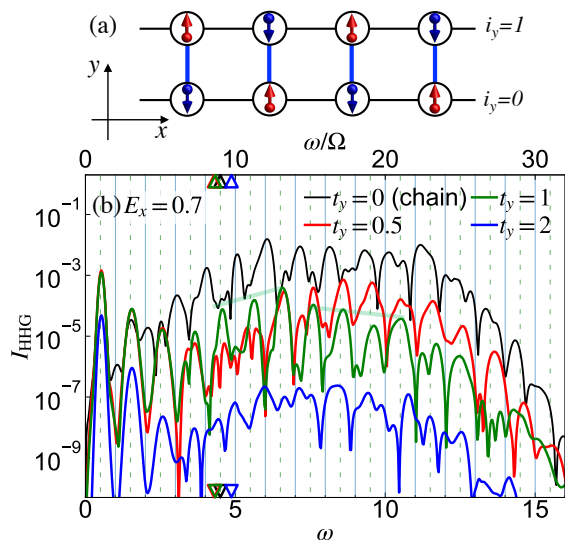 (a)
i_y=1
y
i_y=0
x
ω/Ω
0 10 20 30
(b) E_x = 0.7
t_y = 0 (chain) t_y = 1
t_y = 0.5 t_y = 2
10^{-1}
10^{-3}
10^{-5}
10^{-7}
10^{-9}
I_HHG
0 5 10 15
ω